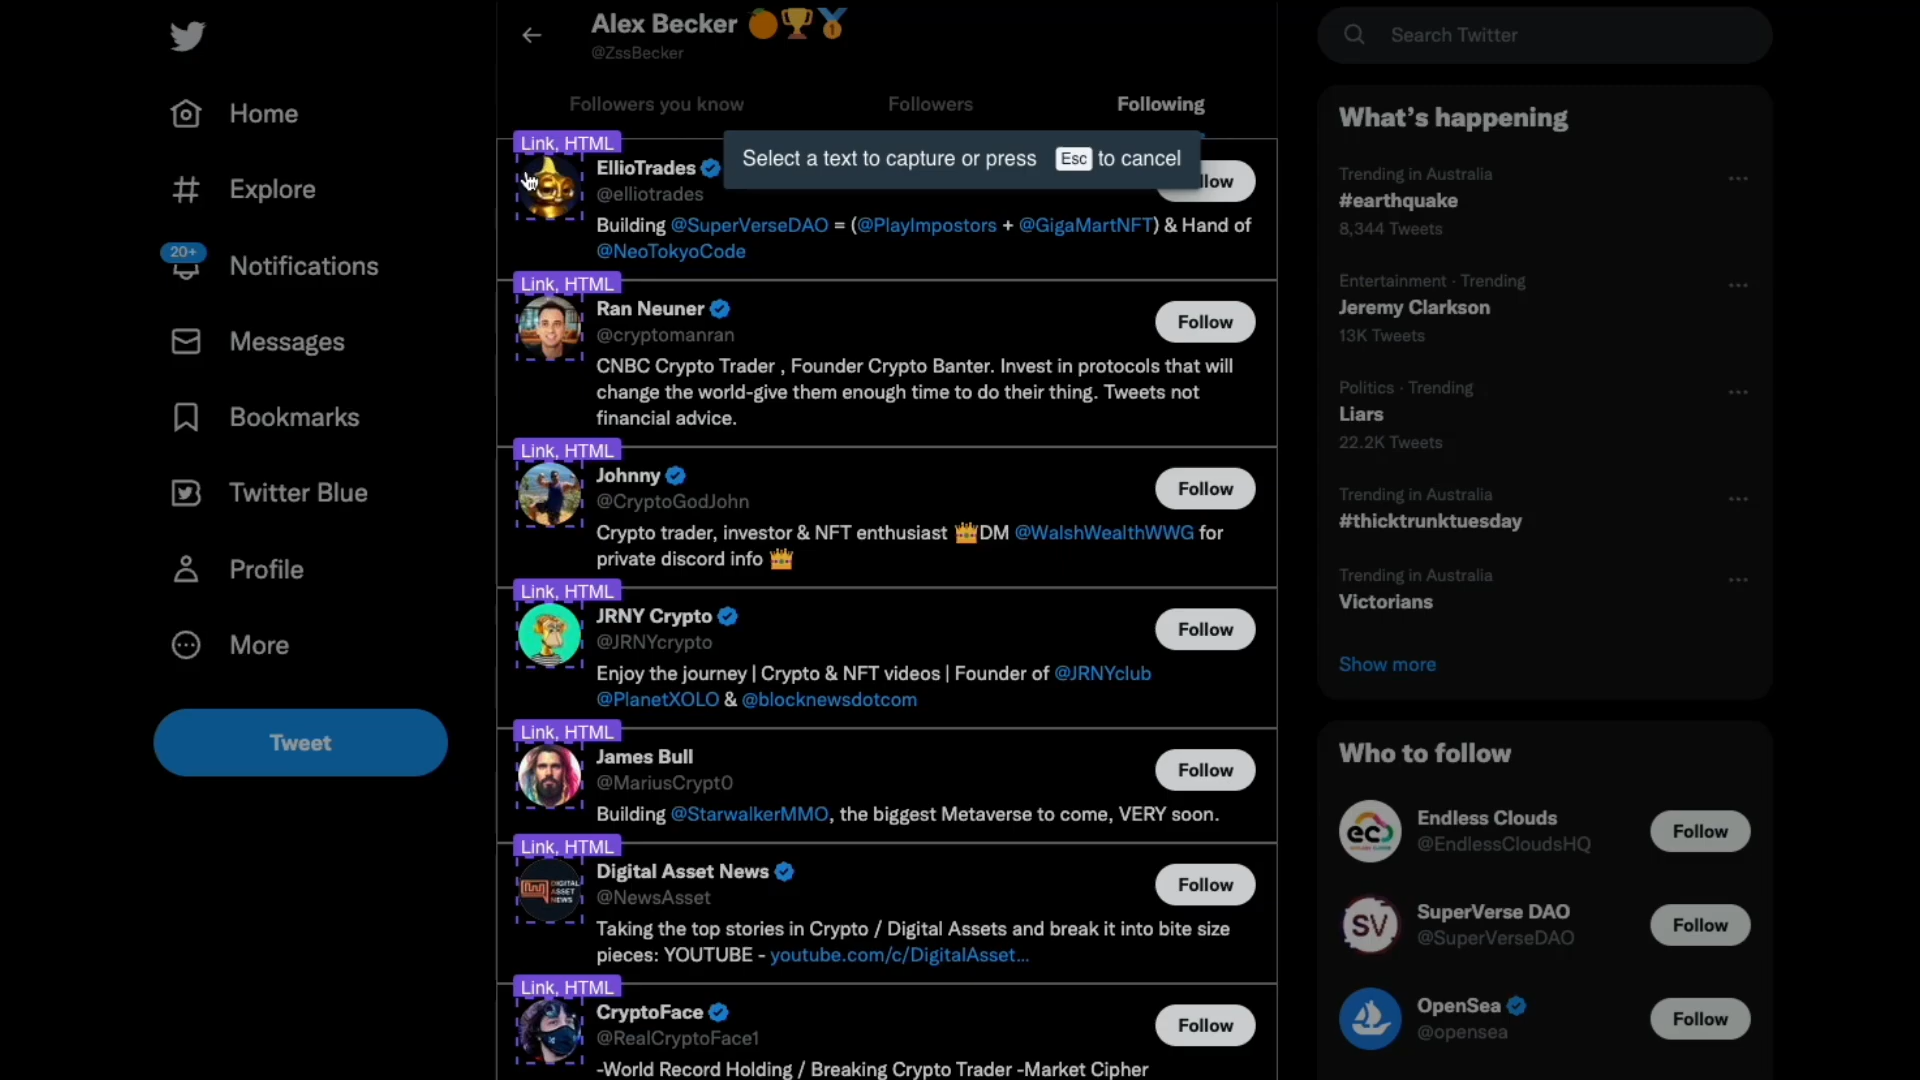 Home
Explore
20+
Notifications
Messages
Bookmarks
Twitter Blue
Profile
More
Tweet
Alex Becker 🍊🏆🥇
@ZssBecker
Followers you know
Followers
Following
Select a text to capture or press Esc to cancel
Link, HTML
EllioTrades
@elliotrades
llow
Building @SuperVerseDAO = (@PlayImpostors + @GigaMartNFT) & Hand of
@NeoTokyoCode
Link, HTML
Ran Neuner
@cryptomanran
Follow
CNBC Crypto Trader , Founder Crypto Banter. Invest in protocols that will
change the world-give them enough time to do their thing. Tweets not
financial advice.
Link, HTML
Johnny
@CryptoGodJohn
Follow
Crypto trader, investor & NFT enthusiast 👑DM @WalshWealthWWG for
private discord info 👑
Link, HTML
JRNY Crypto
@JRNYcrypto
Follow
Enjoy the journey | Crypto & NFT videos | Founder of @JRNYclub
@PlanetXOLO & @blocknewsdotcom
Link, HTML
James Bull
@MariusCrypt0
Follow
Building @StarwalkerMMO, the biggest Metaverse to come, VERY soon.
Link, HTML
Digital Asset News
@NewsAsset
DIGITAL
ASSET
NEWS
Follow
Taking the top stories in Crypto / Digital Assets and break it into bite size
pieces: YOUTUBE - youtube.com/c/DigitalAsset…
Link, HTML
CryptoFace
@RealCryptoFace1
Follow
-World Record Holding / Breaking Crypto Trader -Market Cipher
Search Twitter
What's happening
Trending in Australia
#earthquake
8,344 Tweets
Entertainment · Trending
Jeremy Clarkson
13K Tweets
Politics · Trending
Liars
22.2K Tweets
Trending in Australia
#thicktrunktuesday
Trending in Australia
Victorians
Show more
Who to follow
ec
Endless Clouds
@EndlessCloudsHQ
Follow
SV
SuperVerse DAO
@SuperVerseDAO
Follow
OpenSea
@opensea
Follow